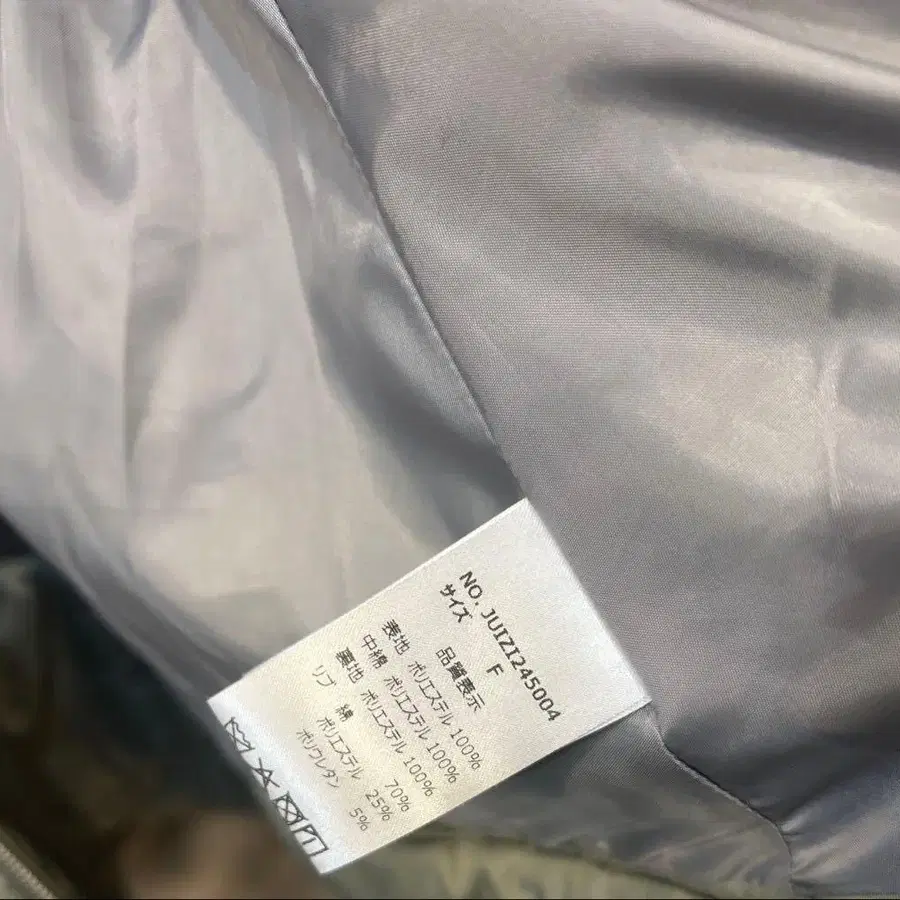 NO. JUIZI245004
サイズ F
品質表示
表地 ポリエステル 100%
中綿 ポリエステル 100%
裏地 ポリエステル 100%
リブ 綿 70%
ポリエステル 25%
ポリウレタン 5%